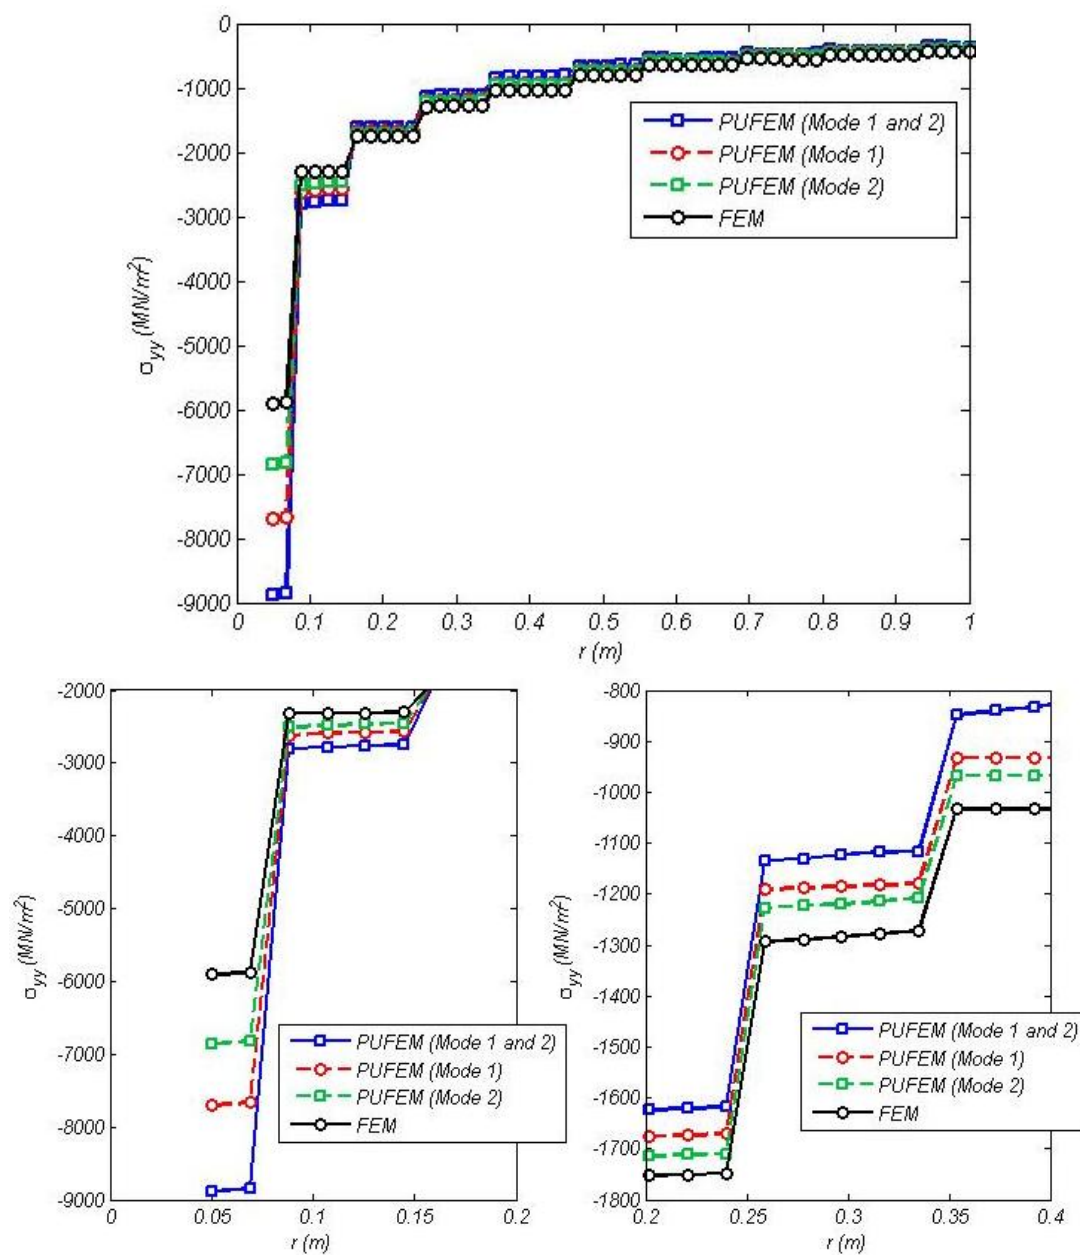 0
-1000
-2000
-3000
-4000
-5000
-6000
-7000
-8000
-9000
σyy (MN/m²)
0 0.1 0.2 0.3 0.4 0.5 0.6 0.7 0.8 0.9 1
r (m)
PUFEM (Mode 1 and 2)
PUFEM (Mode 1)
PUFEM (Mode 2)
FEM
-2000
-3000
-4000
-5000
-6000
-7000
-8000
-9000
σyy (MN/m²)
0 0.05 0.1 0.15 0.2
r (m)
PUFEM (Mode 1 and 2)
PUFEM (Mode 1)
PUFEM (Mode 2)
FEM
-800
-900
-1000
-1100
-1200
-1300
-1400
-1500
-1600
-1700
-1800
σyy (MN/m²)
0.2 0.25 0.3 0.35 0.4
r (m)
PUFEM (Mode 1 and 2)
PUFEM (Mode 1)
PUFEM (Mode 2)
FEM